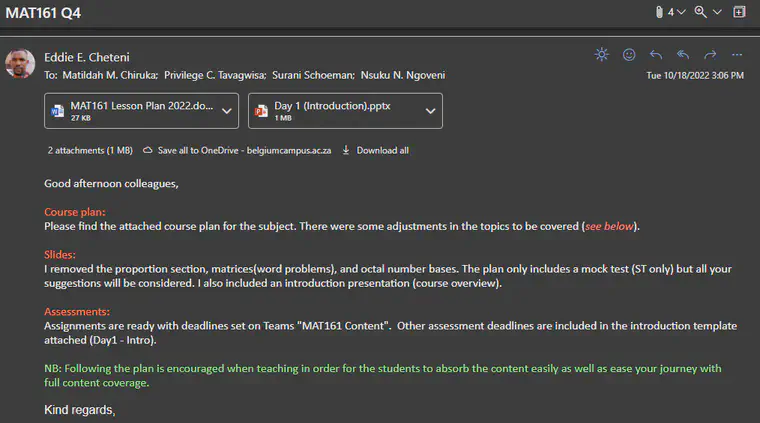 MAT161 Q4
4
Eddie E. Cheteni
To: Matildah M. Chiruka; Privilege C. Tavagwisa; Surani Schoeman; Nsuku N. Ngoveni
Tue 10/18/2022 3:06 PM
MAT161 Lesson Plan 2022.do...
27 KB
Day 1 (Introduction).pptx
1 MB
2 attachments (1 MB) Save all to OneDrive - belgiumcampus.ac.za Download all
Good afternoon colleagues,
Course plan:
Please find the attached course plan for the subject. There were some adjustments in the topics to be covered (see below).
Slides:
I removed the proportion section, matrices(word problems), and octal number bases. The plan only includes a mock test (ST only) but all your
suggestions will be considered. I also included an introduction presentation (course overview).
Assessments:
Assignments are ready with deadlines set on Teams "MAT161 Content".  Other assessment deadlines are included in the introduction template
attached (Day1 - Intro).
NB: Following the plan is encouraged when teaching in order for the students to absorb the content easily as well as ease your journey with
full content coverage.
Kind regards,